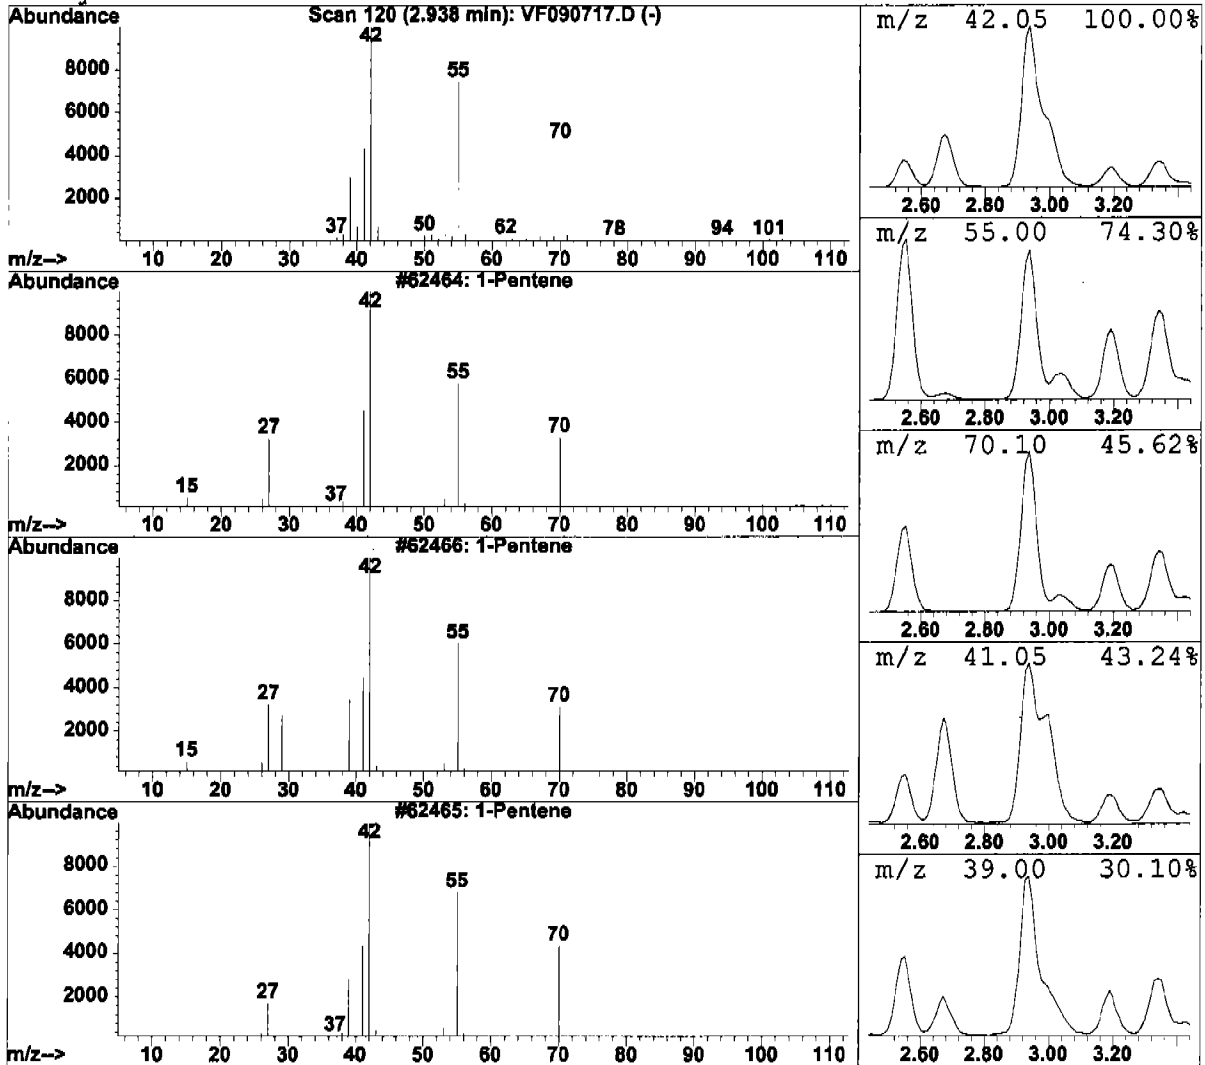 Abundance
Scan 120 (2.938 min): VF090717.D (-)
42
8000
55
6000
70
4000
2000
37
50
62
78
94
101
m/z-->
10 20 30 40 50 60 70 80 90 100 110
Abundance
#62464: 1-Pentene
42
8000
6000
55
4000
27
70
2000
15
37
m/z-->
10 20 30 40 50 60 70 80 90 100 110
Abundance
#62466: 1-Pentene
42
8000
6000
55
4000
27
70
2000
15
m/z-->
10 20 30 40 50 60 70 80 90 100 110
Abundance
#62465: 1-Pentene
42
8000
55
6000
70
4000
2000
27
37
m/z-->
10 20 30 40 50 60 70 80 90 100 110
m/z 42.05 100.00%
2.60 2.80 3.00 3.20
m/z 55.00 74.30%
2.60 2.80 3.00 3.20
m/z 70.10 45.62%
2.60 2.80 3.00 3.20
m/z 41.05 43.24%
2.60 2.80 3.00 3.20
m/z 39.00 30.10%
2.60 2.80 3.00 3.20